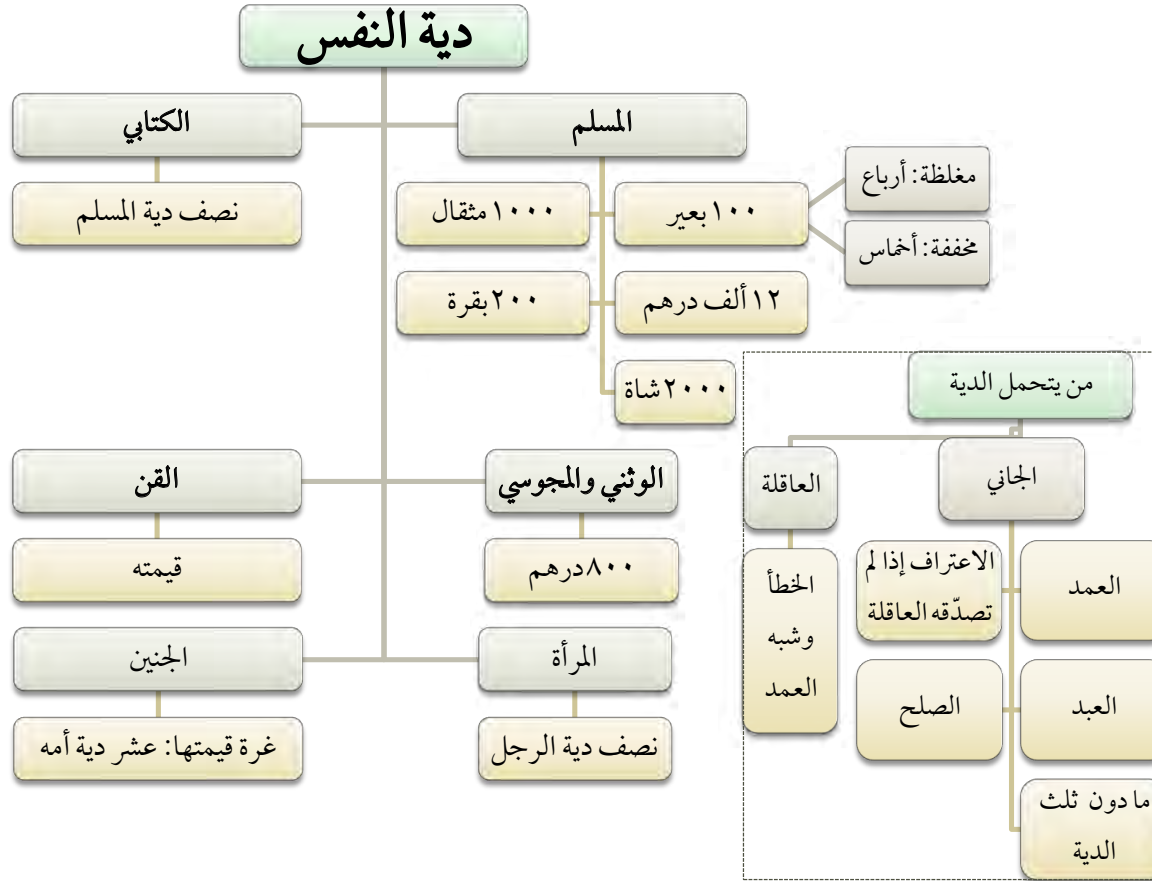 دية النفس
المسلم
الكتابي
١٠٠ بعير
مغلظة: أرباع
مخففة: أخماس
١٠٠٠ مثقال
١٢ ألف درهم
٢٠٠ بقرة
٢٠٠٠ شاة
نصف دية المسلم
الوثني والمجوسي
٨٠٠ درهم
القن
قيمته
المرأة
نصف دية الرجل
الجنين
غرة قيمتها: عشر دية أمه
من يتحمل الدية
الجاني
العمد
الاعتراف إذا لم
تصدّقه العاقلة
العبد
الصلح
ما دون ثلث
الدية
العاقلة
الخطأ
وشبه
العمد